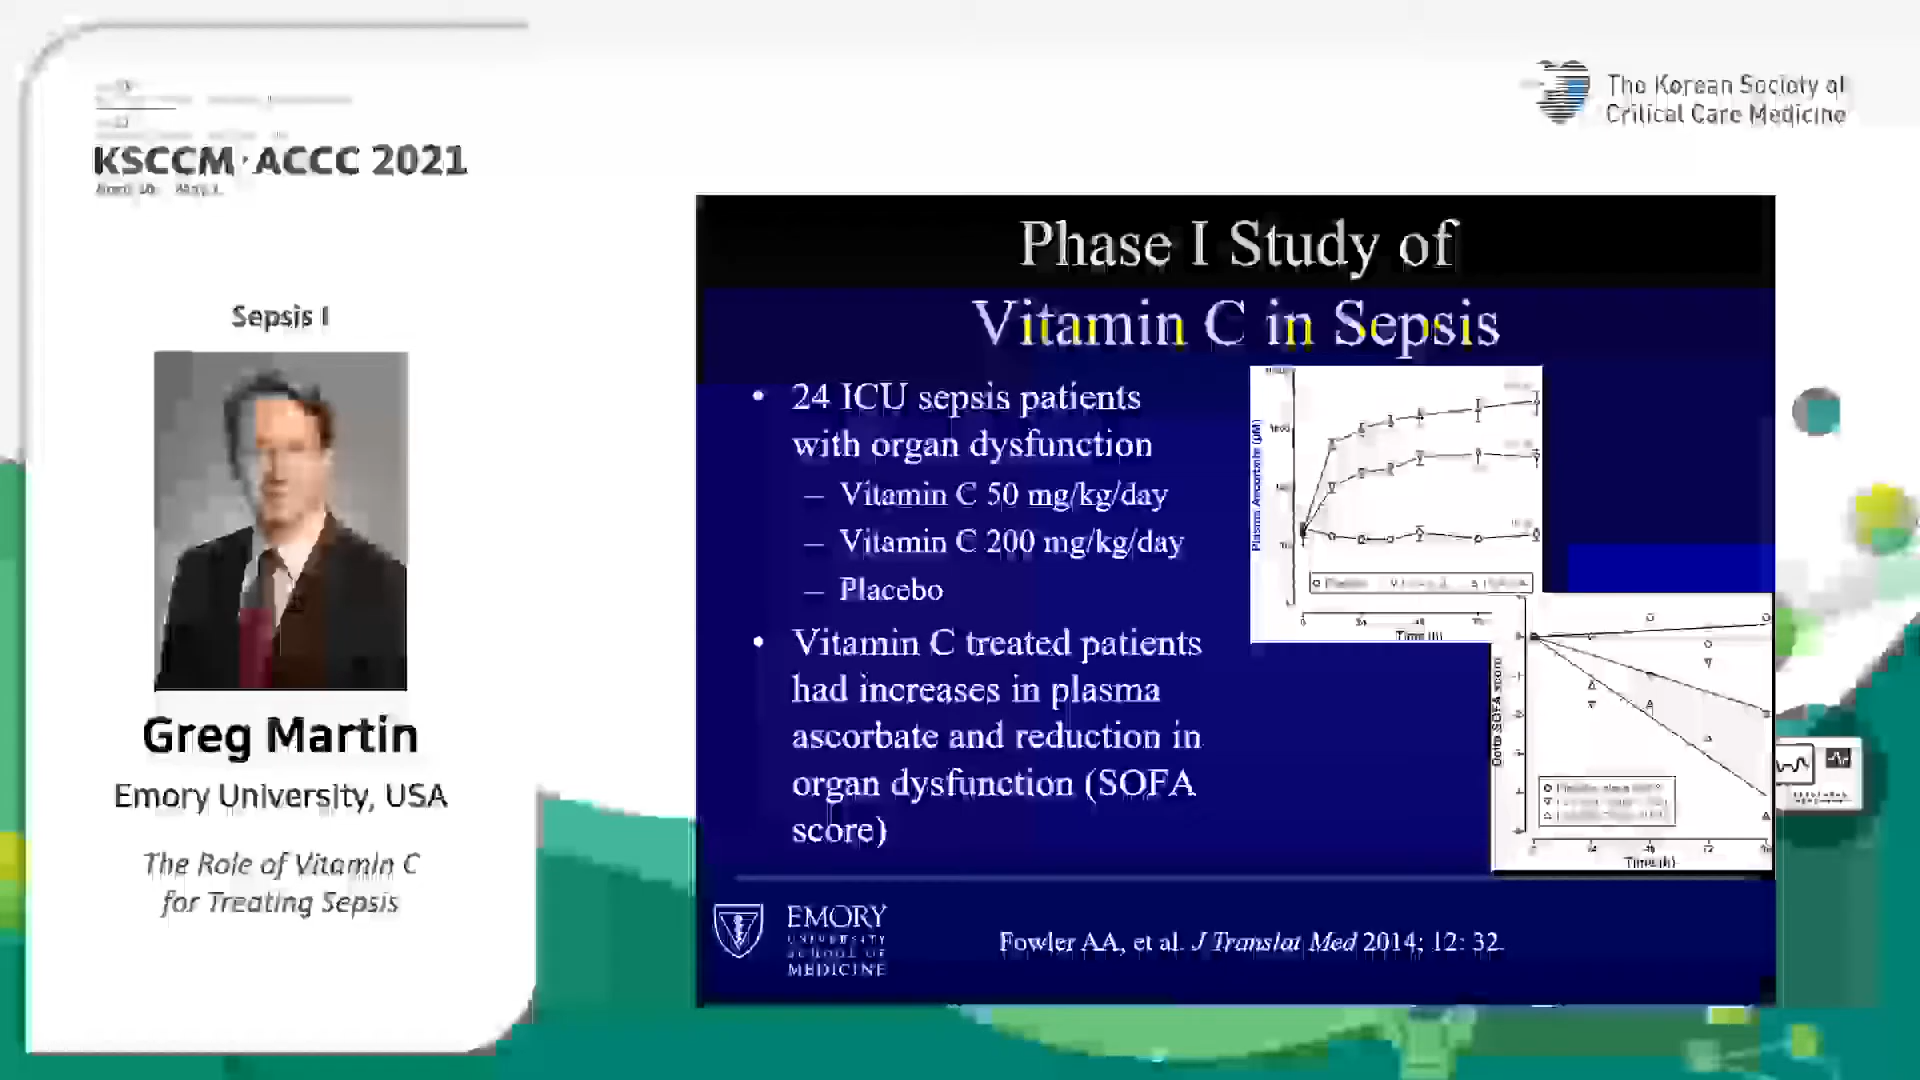 KSCCM·ACCC 2021
The Korean Society of
Critical Care Medicine
Sepsis I
Greg Martin
Emory University, USA
The Role of Vitamin C
for Treating Sepsis
Phase I Study of
Vitamin C in Sepsis
• 24 ICU sepsis patients
with organ dysfunction
– Vitamin C 50 mg/kg/day
– Vitamin C 200 mg/kg/day
– Placebo
• Vitamin C treated patients
had increases in plasma
ascorbate and reduction in
organ dysfunction (SOFA
score)
Plasma Ascorbate (µM)
Time (h)
Delta SOFA score
Time (h)
EMORY
UNIVERSITY
SCHOOL OF
MEDICINE
Fowler AA, et al. J Translat Med 2014; 12: 32.